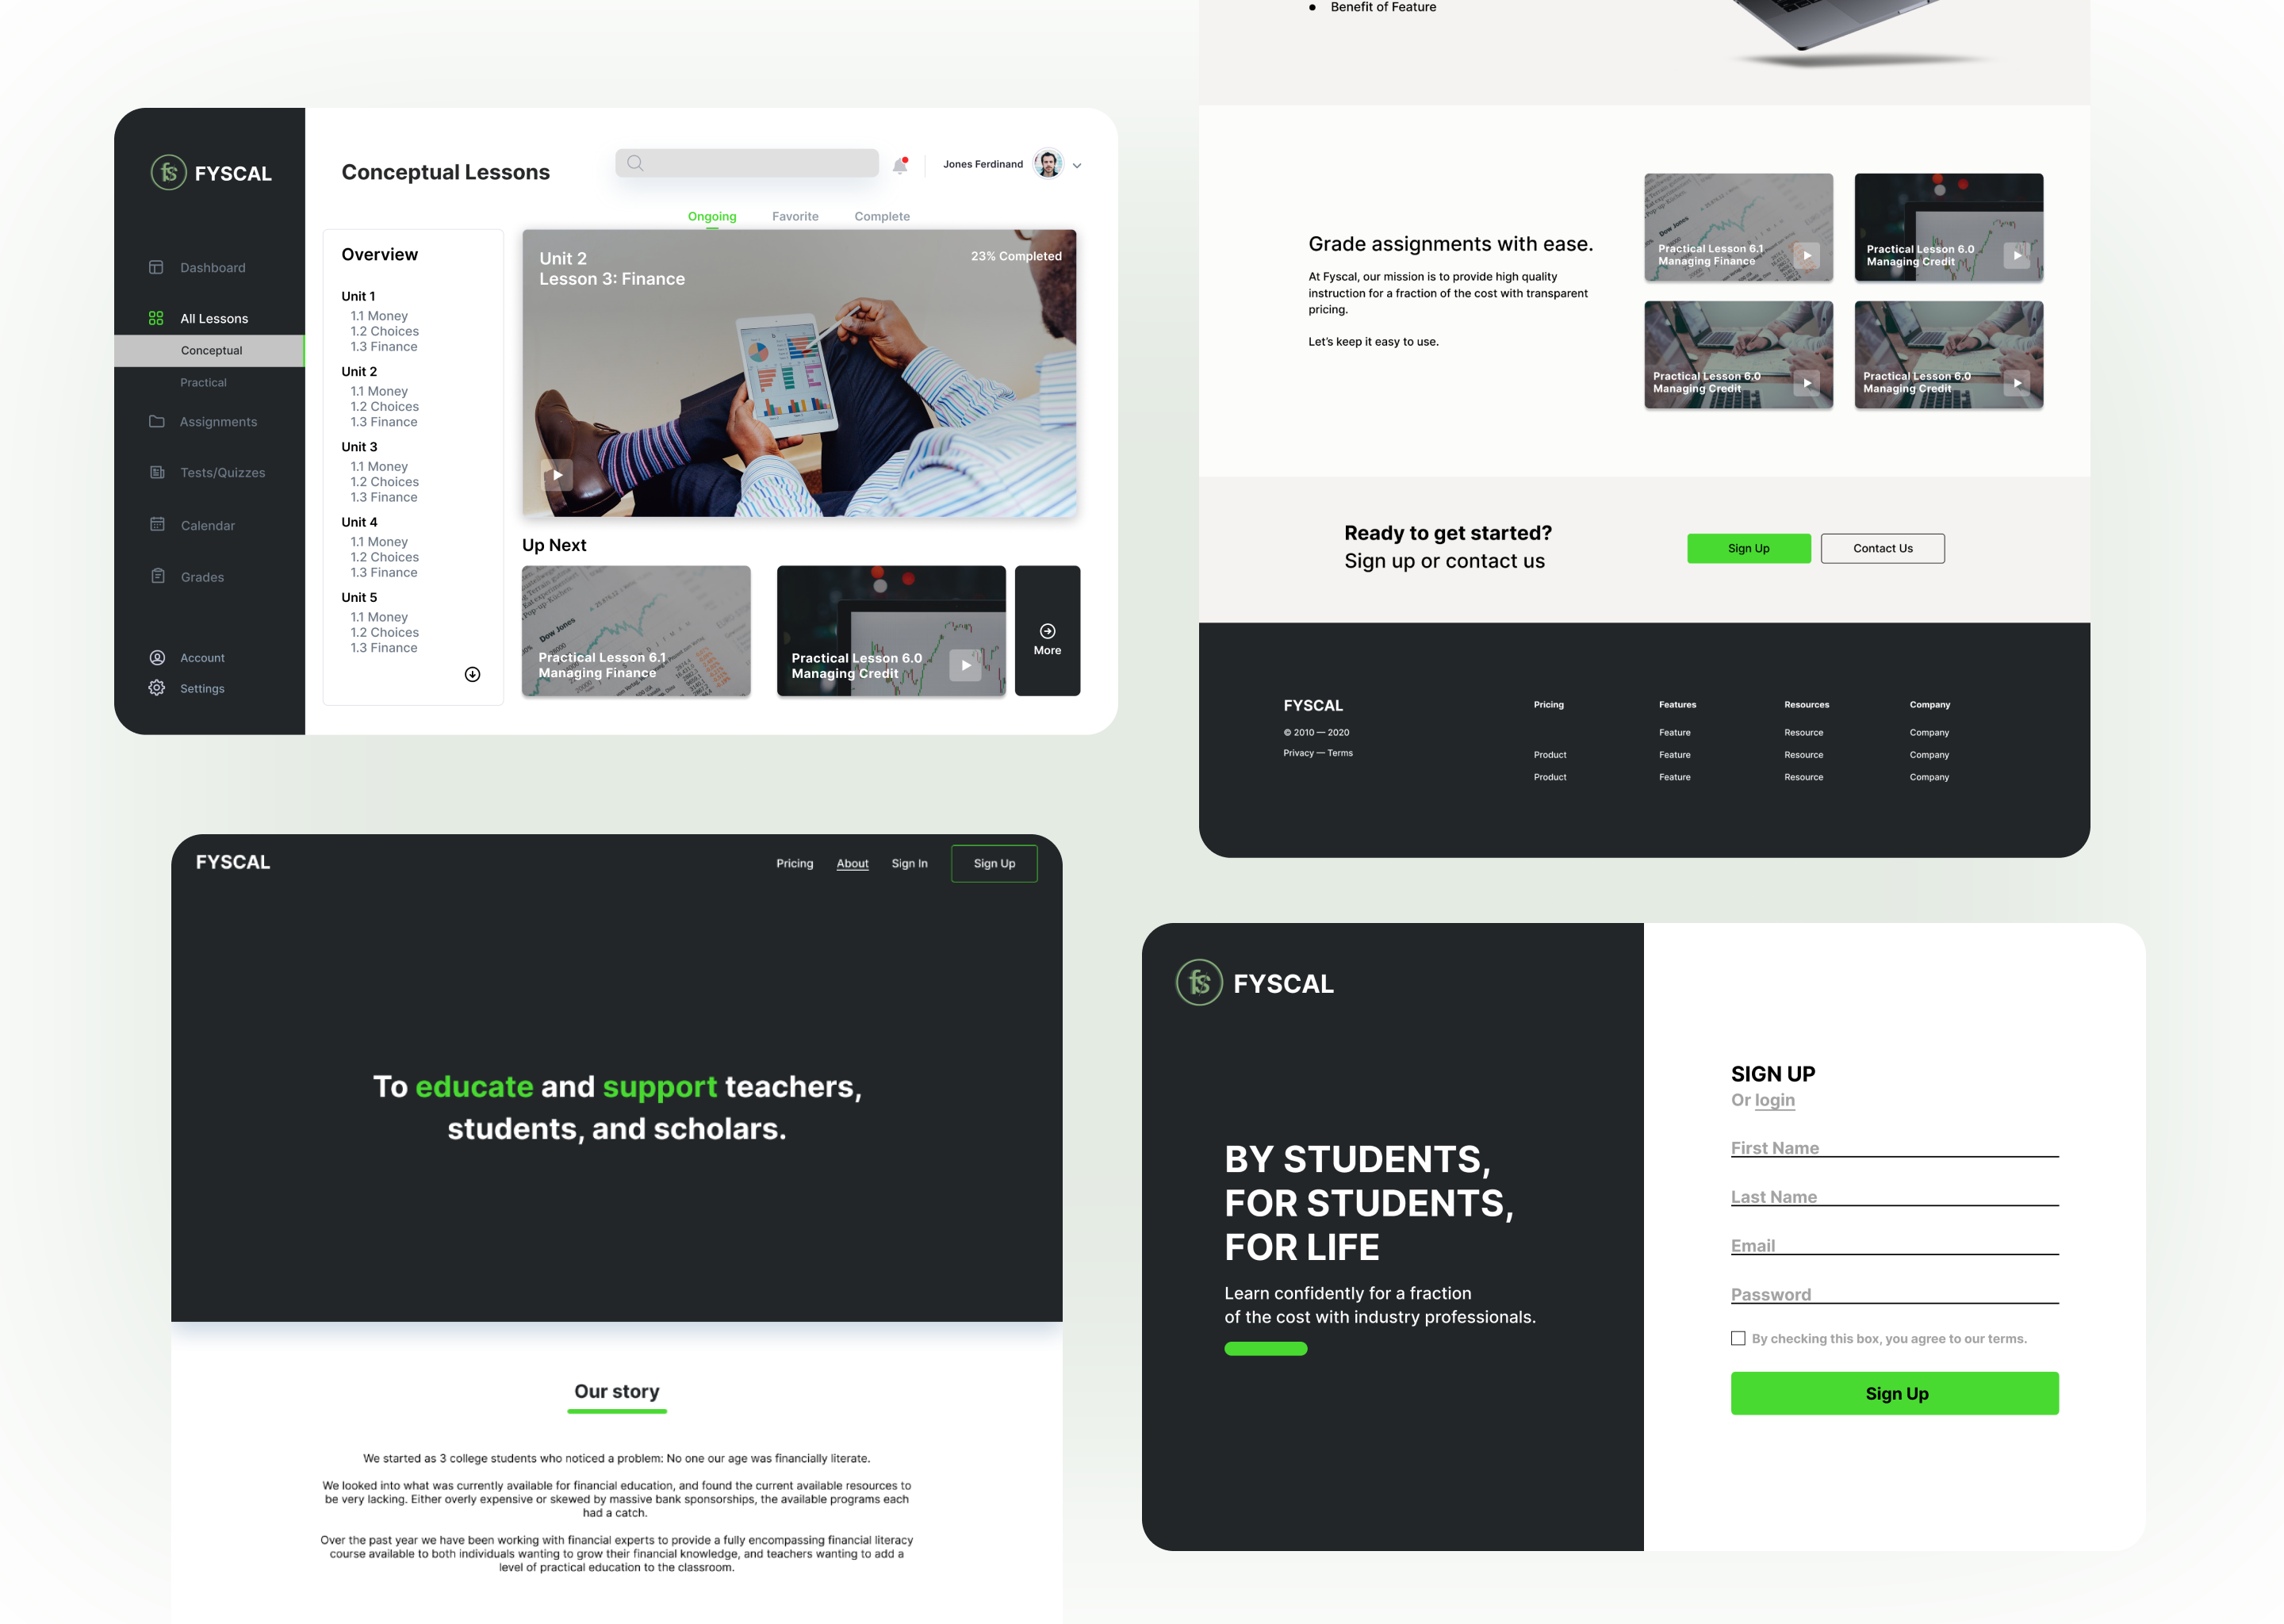 FYSCAL
Dashboard
All Lessons
Conceptual
Practical
Assignments
Tests/Quizzes
Calendar
Grades
Account
Settings
Conceptual Lessons
Jones Ferdinand
Ongoing
Favorite
Complete
Overview
Unit 1
1.1 Money
1.2 Choices
1.3 Finance
Unit 2
1.1 Money
1.2 Choices
1.3 Finance
Unit 3
1.1 Money
1.2 Choices
1.3 Finance
Unit 4
1.1 Money
1.2 Choices
1.3 Finance
Unit 5
1.1 Money
1.2 Choices
1.3 Finance
Unit 2
Lesson 3: Finance
23% Completed
Up Next
Dow Jones
Practical Lesson 6.1
Managing Finance
Practical Lesson 6.0
Managing Credit
More
Benefit of Feature
Grade assignments with ease.
At Fyscal, our mission is to provide high quality
instruction for a fraction of the cost with transparent
pricing.
Let's keep it easy to use.
Dow Jones
Practical Lesson 6.1
Managing Finance
Practical Lesson 6.0
Managing Credit
Practical Lesson 6.0
Managing Credit
Practical Lesson 6.0
Managing Credit
Ready to get started?
Sign up or contact us
Sign Up
Contact Us
FYSCAL
© 2010 — 2020
Privacy — Terms
Pricing
Product
Product
Features
Feature
Feature
Feature
Resources
Resource
Resource
Resource
Company
Company
Company
Company
FYSCAL
Pricing
About
Sign In
Sign Up
To educate and support teachers,
students, and scholars.
Our story
We started as 3 college students who noticed a problem: No one our age was financially literate.
We looked into what was currently available for financial education, and found the current available resources to
be very lacking. Either overly expensive or skewed by massive bank sponsorships, the available programs each
had a catch.
Over the past year we have been working with financial experts to provide a fully encompassing financial literacy
course available to both individuals wanting to grow their financial knowledge, and teachers wanting to add a
level of practical education to the classroom.
FYSCAL
BY STUDENTS,
FOR STUDENTS,
FOR LIFE
Learn confidently for a fraction
of the cost with industry professionals.
SIGN UP
Or login
First Name
Last Name
Email
Password
By checking this box, you agree to our terms.
Sign Up